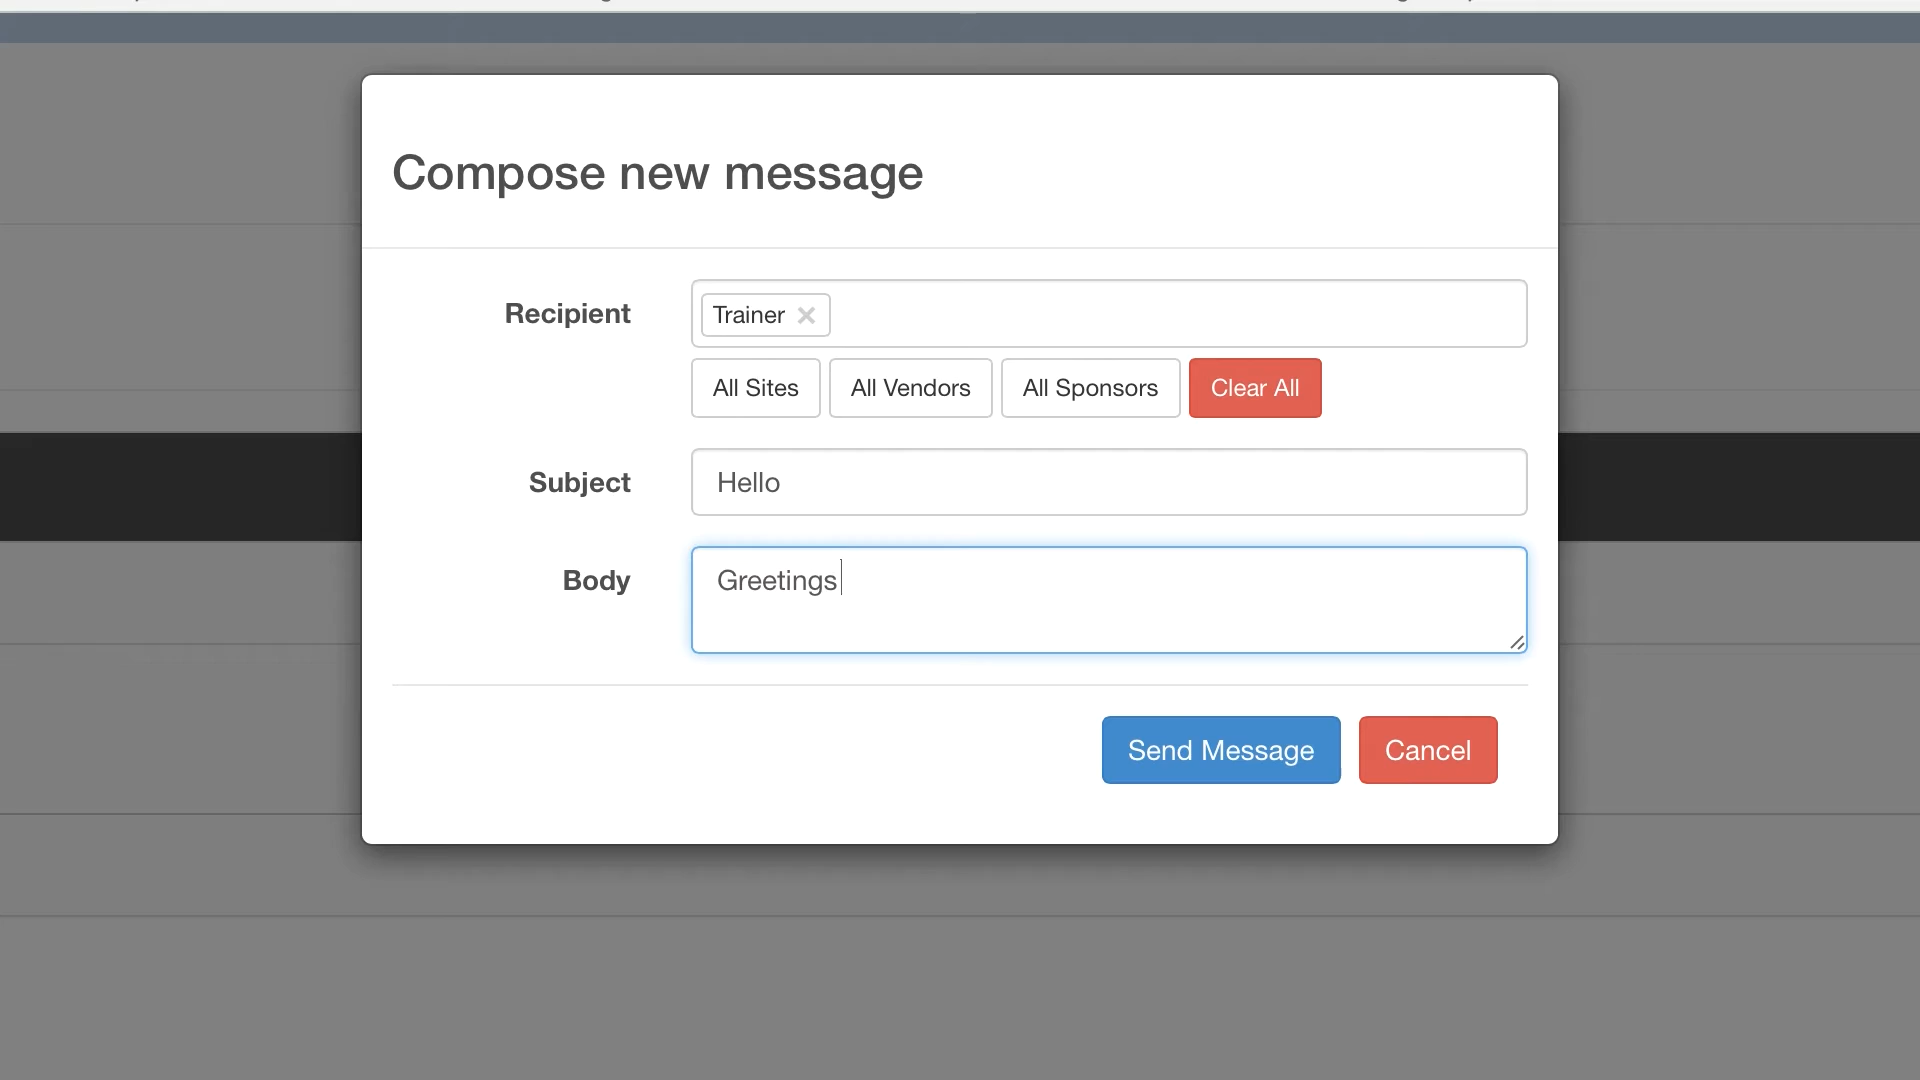 Compose new message
Recipient
Trainer
All Sites All Vendors All Sponsors Clear All
Subject
Hello
Body
Greetings
Send Message Cancel